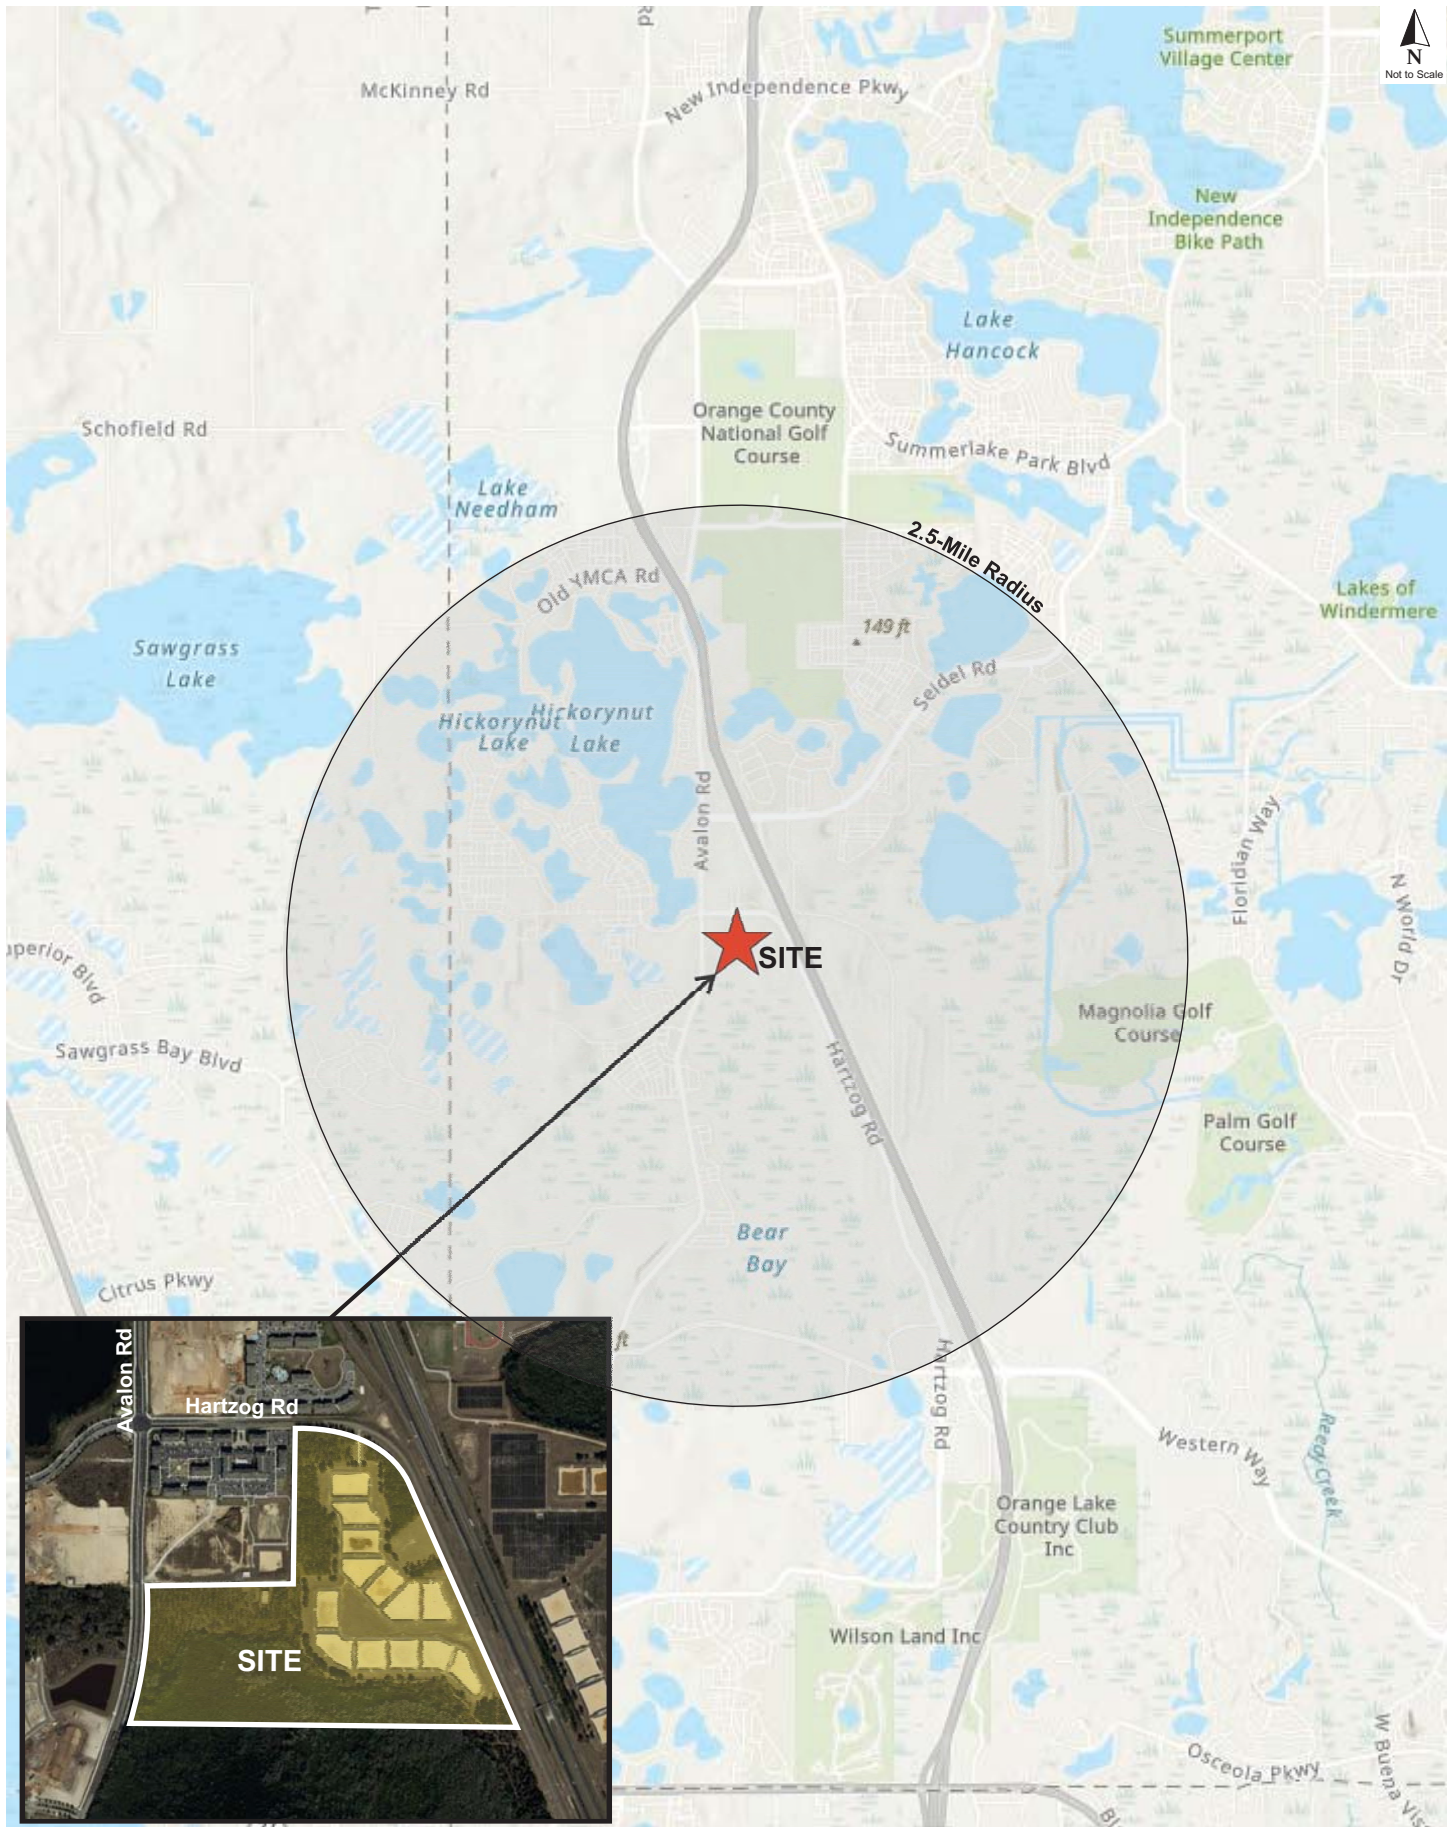 Rd
Summerport
Village Center
N
Not to Scale
McKinney Rd
New Independence Pkwy
New
Independence
Bike Path
Lake
Hancock
Orange County
National Golf
Course
Schofield Rd
Summerlake Park Blvd
Lake
Needham
2.5-Mile Radius
Old YMCA Rd
Lakes of
Windermere
149 ft
Sawgrass
Lake
Seidel Rd
Hickorynut
Lake
Hickorynut
Lake
Avalon Rd
Floridian Way
N World Dr
SITE
uperior Blvd
Magnolia Golf
Course
Sawgrass Bay Blvd
Hartzog Rd
Palm Golf
Course
Bear
Bay
Citrus Pkwy
ft
Avalon Rd
Hartzog Rd
Hartzog Rd
Western Way
Reedy Creek
Orange Lake
Country Club
Inc
SITE
Wilson Land Inc
Osceola Pkwy
W Buena Vis
Bl